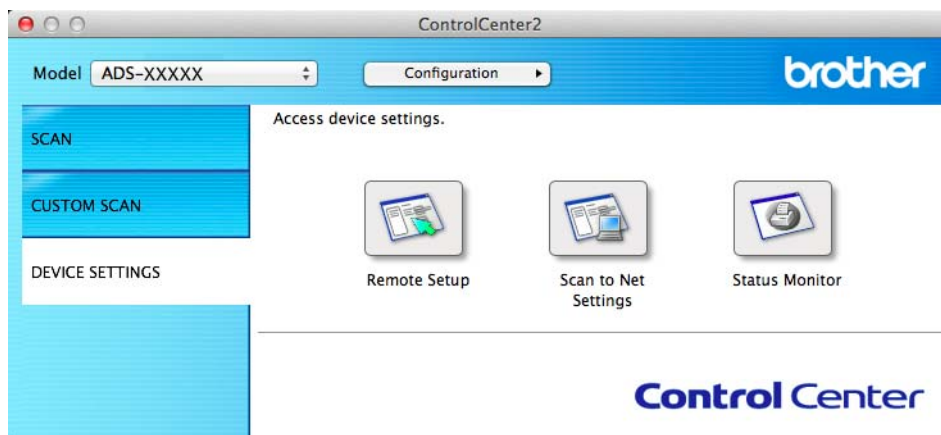 ControlCenter2
Model ADS-XXXXX Configuration brother
SCAN
CUSTOM SCAN
DEVICE SETTINGS
Access device settings.
Remote Setup
Scan to Net
Settings
Status Monitor
Control Center